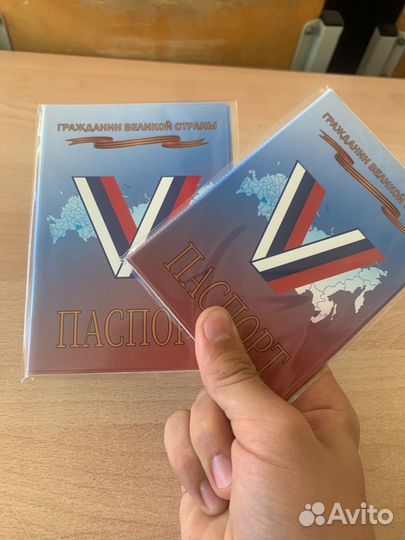 ГРАЖДАНИН ВЕЛИКОЙ СТРАНЫ
V
ПАСПОРТ
ГРАЖДАНИН ВЕЛИКОЙ
V
ПАСПОРТ
Avito